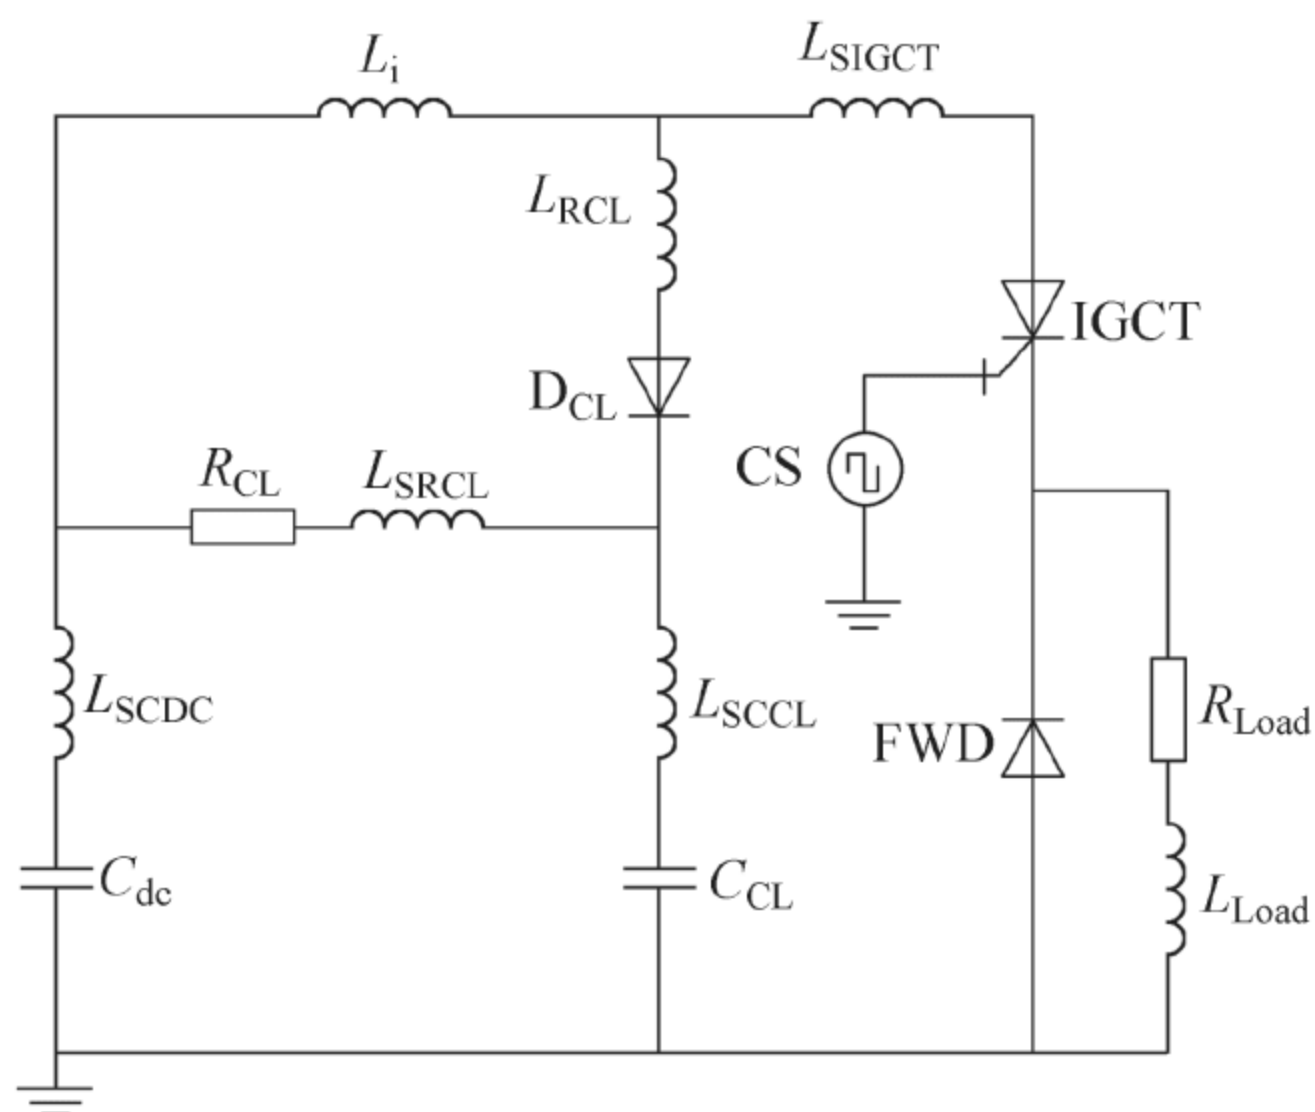 Li
LSIGCT
LRCL
IGCT
DCL
CS
RCL
LSRCL
LSCDC
LSCCL
FWD
RLoad
Cdc
CCL
LLoad